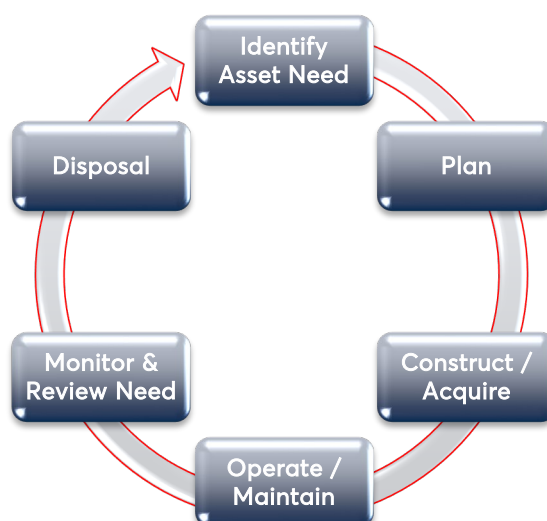 Identify
Asset Need
Plan
Construct /
Acquire
Operate /
Maintain
Monitor &
Review Need
Disposal